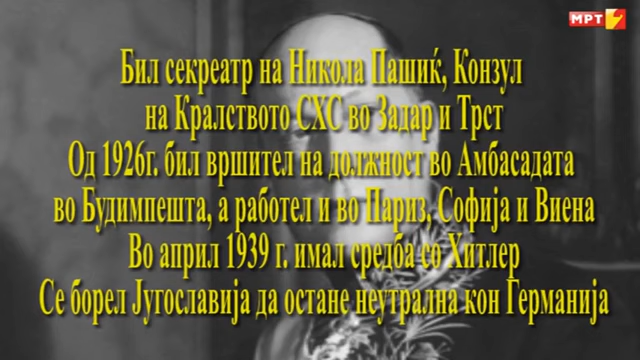 МРТ
Бил секреатр на Никола Пашиќ, Конзул
на Кралството СХС во Задар и Трст
Од 1926г. бил вршител на должност во Амбасадата
во Будимпешта, а работел и во Париз, Софија и Виена
Во април 1939 г. имал средба со Хитлер
Се борел Југославија да остане неутрална кон Германија